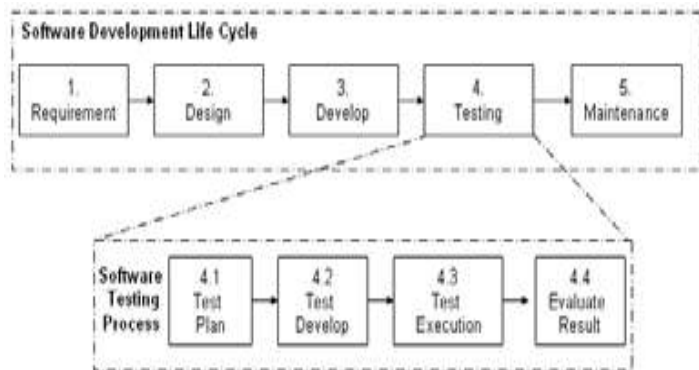 Software Development Life Cycle
1.
Requirement
2.
Design
3.
Develop
4.
Testing
5.
Maintenance
Software
Testing
Process
4.1
Test
Plan
4.2
Test
Develop
4.3
Test
Execution
4.4
Evaluate
Result